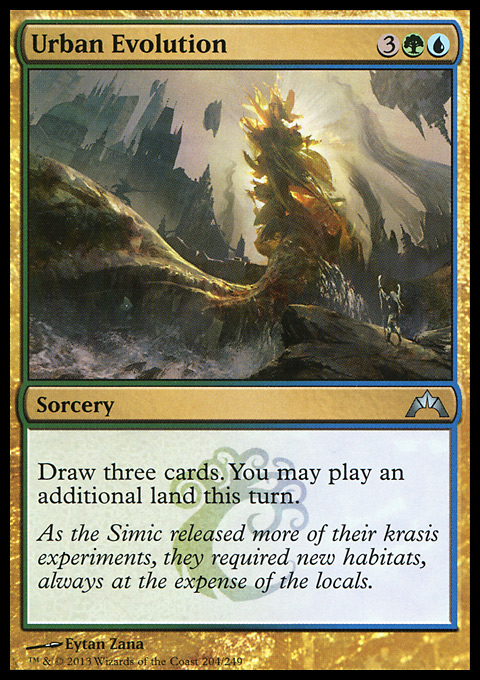 Urban Evolution 3
Sorcery
Draw three cards. You may play an
additional land this turn.
As the Simic released more of their krasis
experiments, they required new habitats,
always at the expense of the locals.
Eytan Zana
™ & © 2013 Wizards of the Coast 204/249